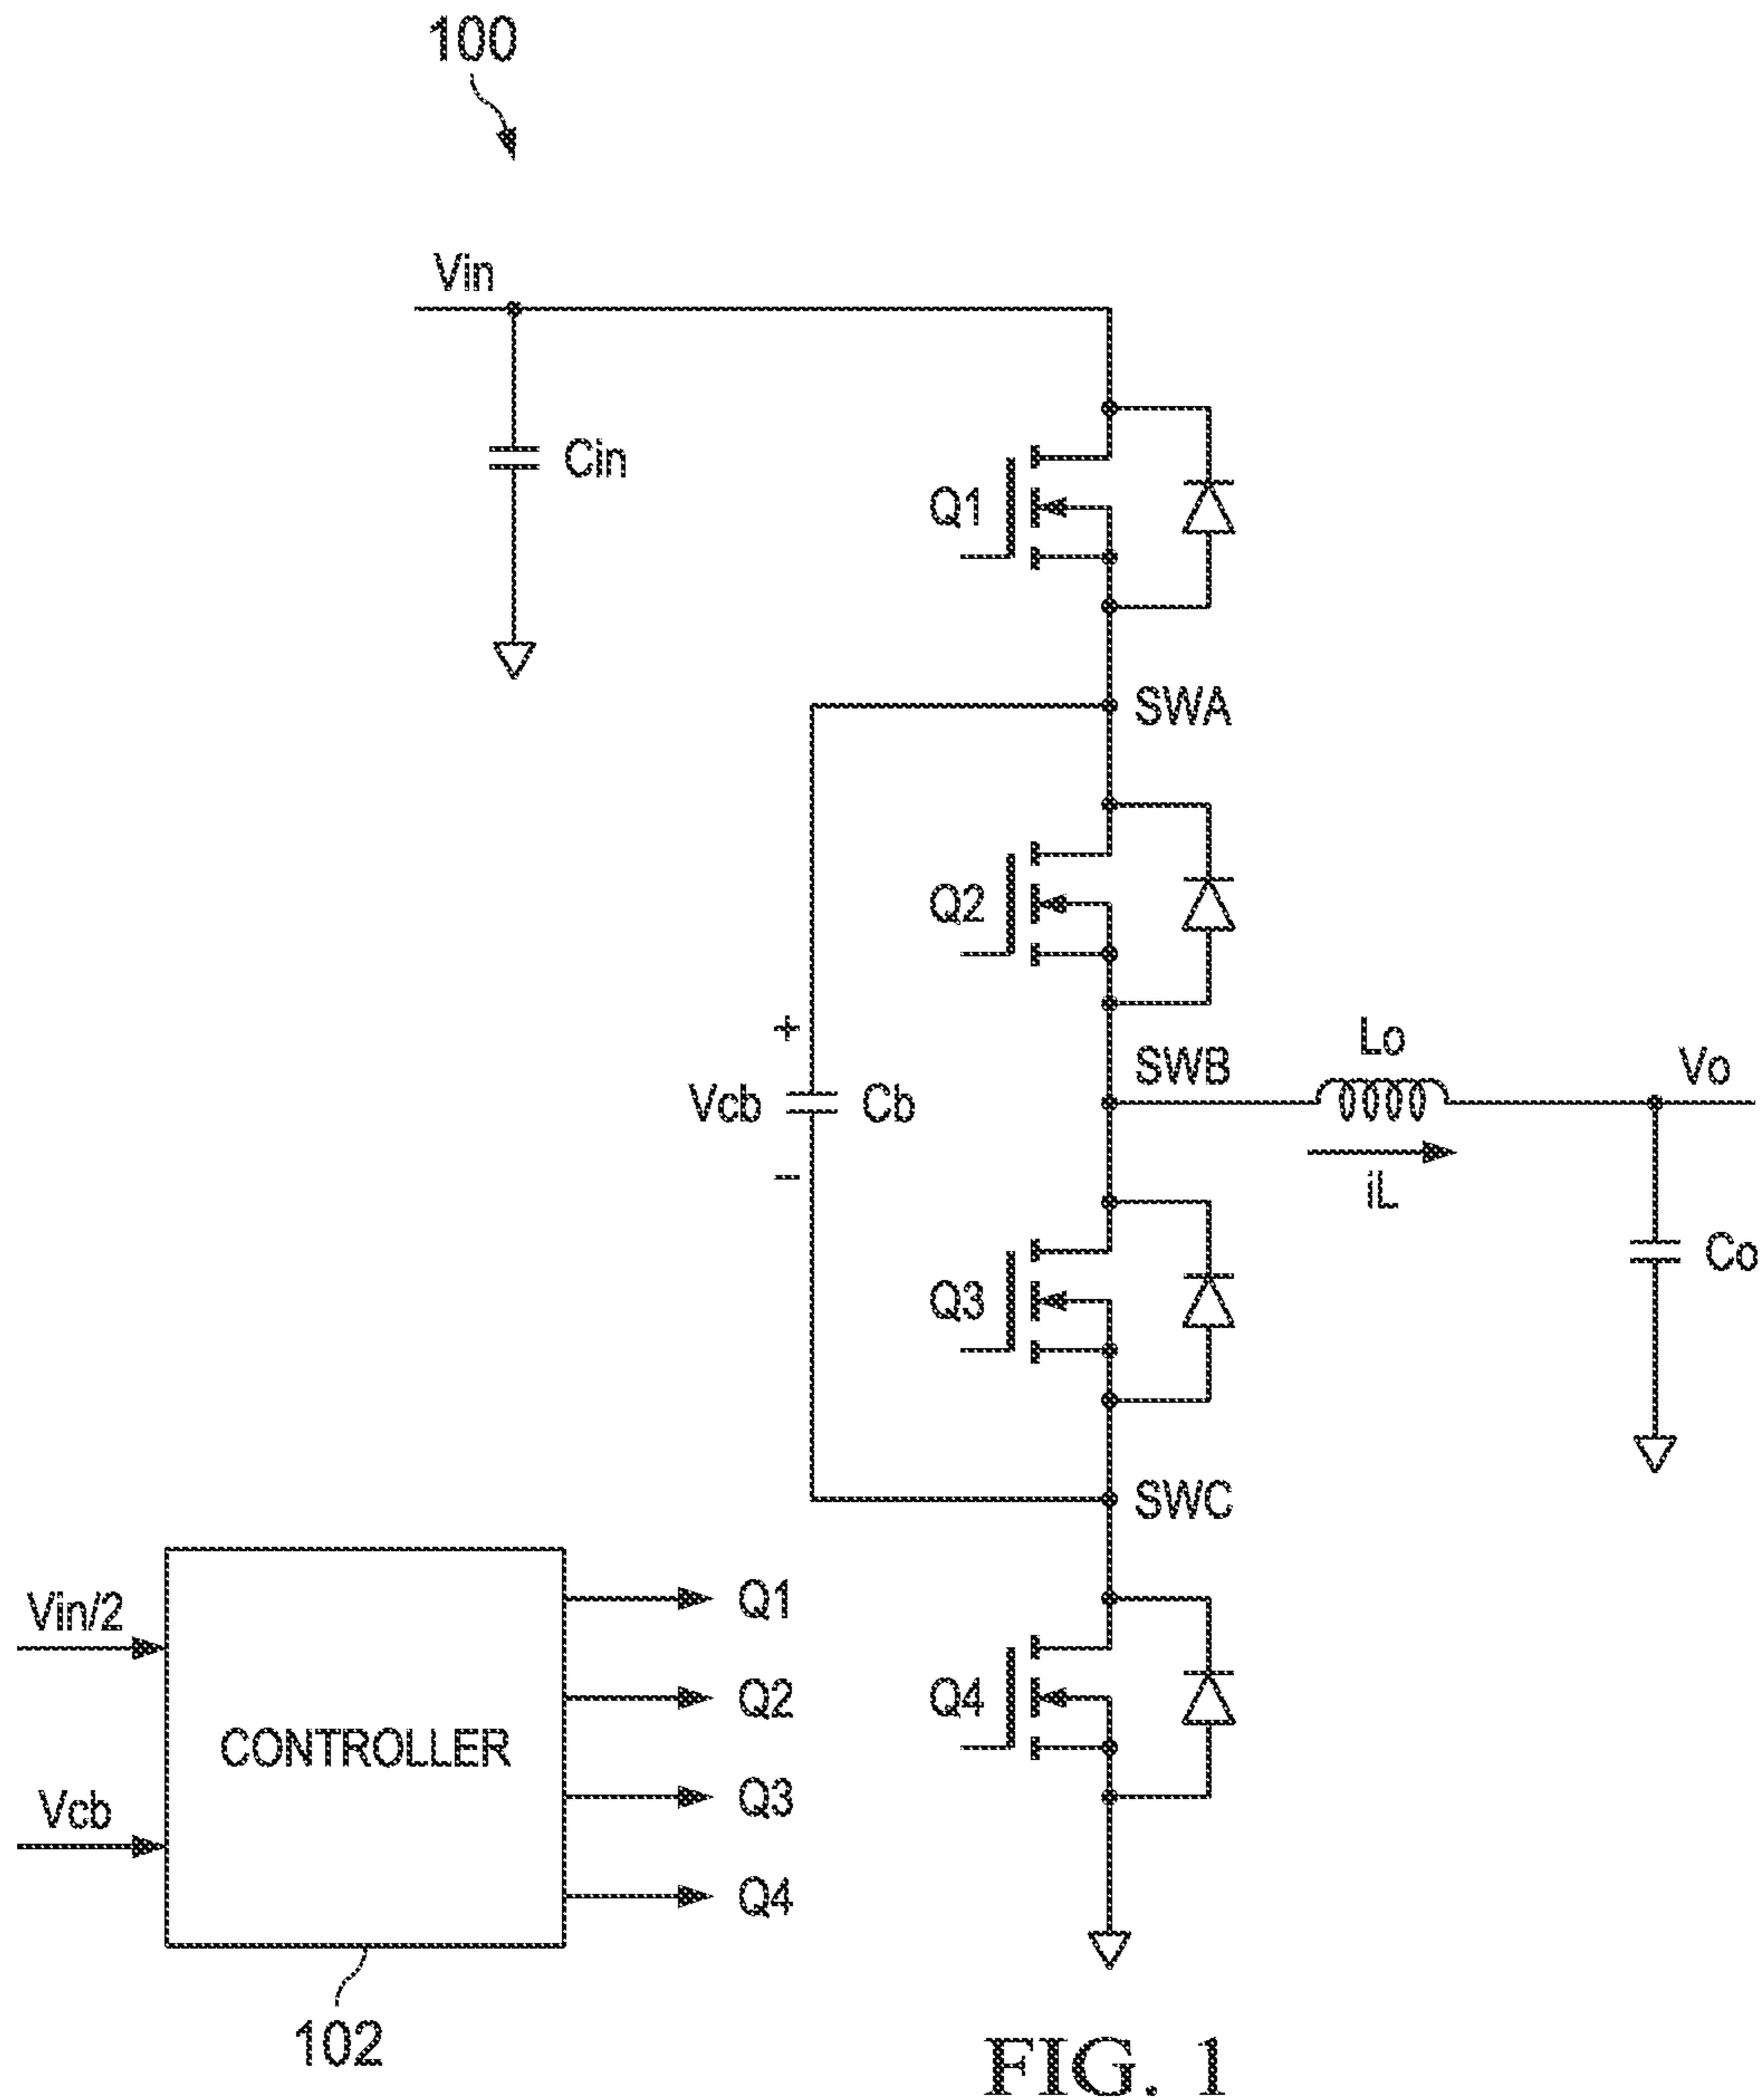 100
Vin
Cin
Q1
SWA
Q2
+
Vcb
Cb
−
SWB
Lo
Vo
iL
Co
Q3
SWC
Q4
Vin/2
Vcb
CONTROLLER
Q1
Q2
Q3
Q4
102
FIG. 1